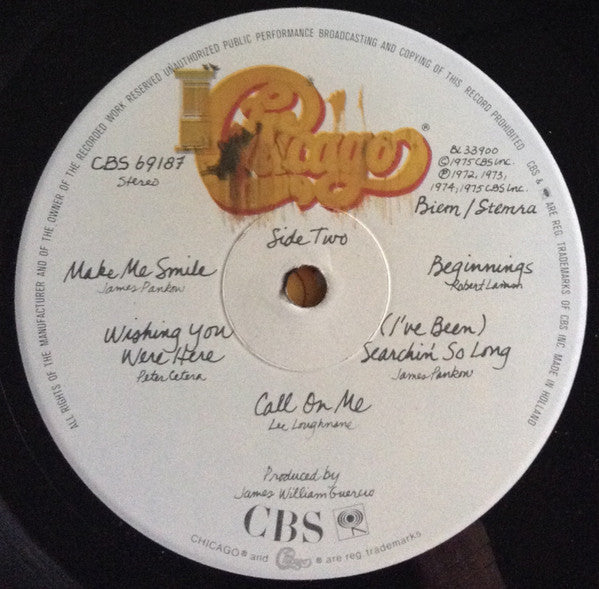 ALL RIGHTS OF THE MANUFACTURER AND OF THE OWNER OF THE RECORDED WORK RESERVED UNAUTHORIZED PUBLIC PERFORMANCE BROADCASTING AND COPYING OF THIS RECORD PROHIBITED CBS & ARE REG. TRADEMARKS OF CBS INC. MADE IN HOLLAND
Chicago ®
CBS 69187
Stereo
BL 33900
© 1975 CBS Inc.
℗ 1972, 1973,
1974, 1975 CBS Inc.
Biem/Stemra
Side Two
Make Me Smile
James Pankow
Beginnings
Robert Lamm
Wishing You
Were Here
Peter Cetera
(I've Been)
Searchin' So Long
James Pankow
Call On Me
Lee Loughnane
Produced by
James William Guercio
CBS
CHICAGO® and Chicago ® are reg. trademarks